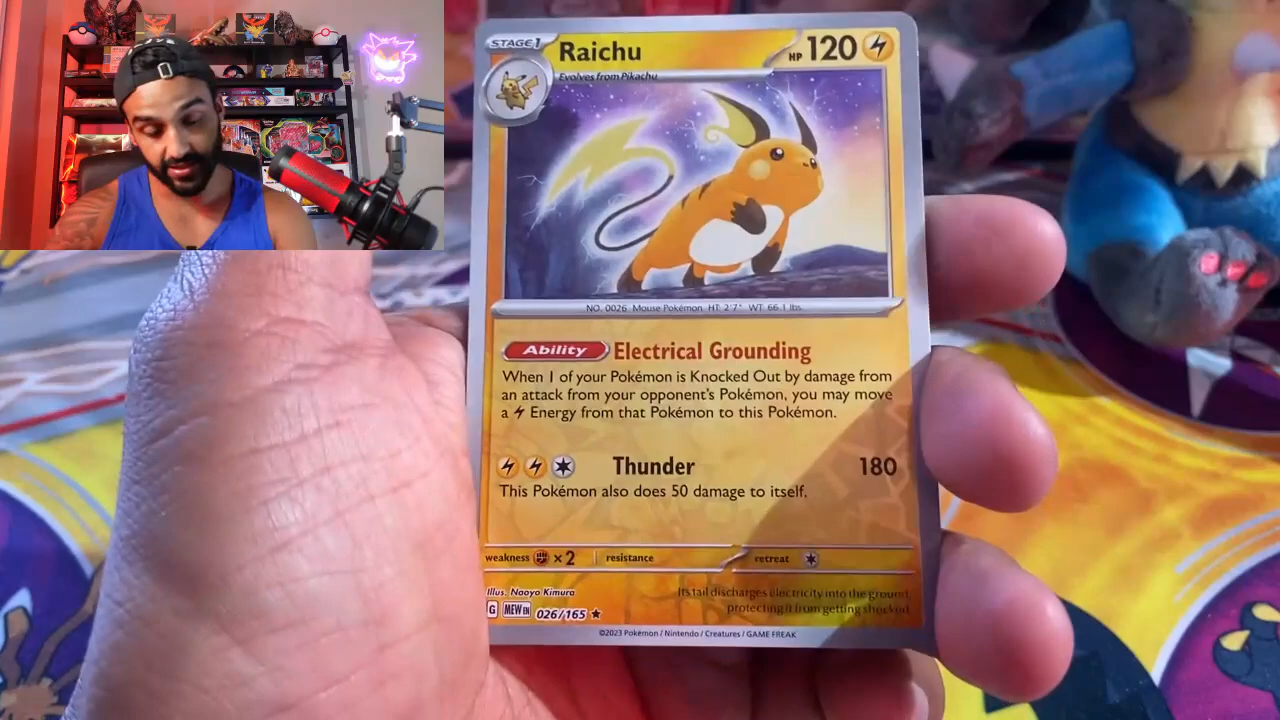 STAGE 1
Raichu
HP 120
Evolves from Pikachu
NO. 0026 Mouse Pokémon HT: 2'7" WT: 66.1 lbs.
Ability Electrical Grounding
When 1 of your Pokémon is Knocked Out by damage from
an attack from your opponent's Pokémon, you may move
a Energy from that Pokémon to this Pokémon.
Thunder 180
This Pokémon also does 50 damage to itself.
weakness ×2 resistance retreat
Illus. Naoyo Kimura
G MEW EN 026/165 ★
Its tail discharges electricity into the ground,
protecting it from getting shocked.
©2023 Pokémon / Nintendo / Creatures / GAME FREAK